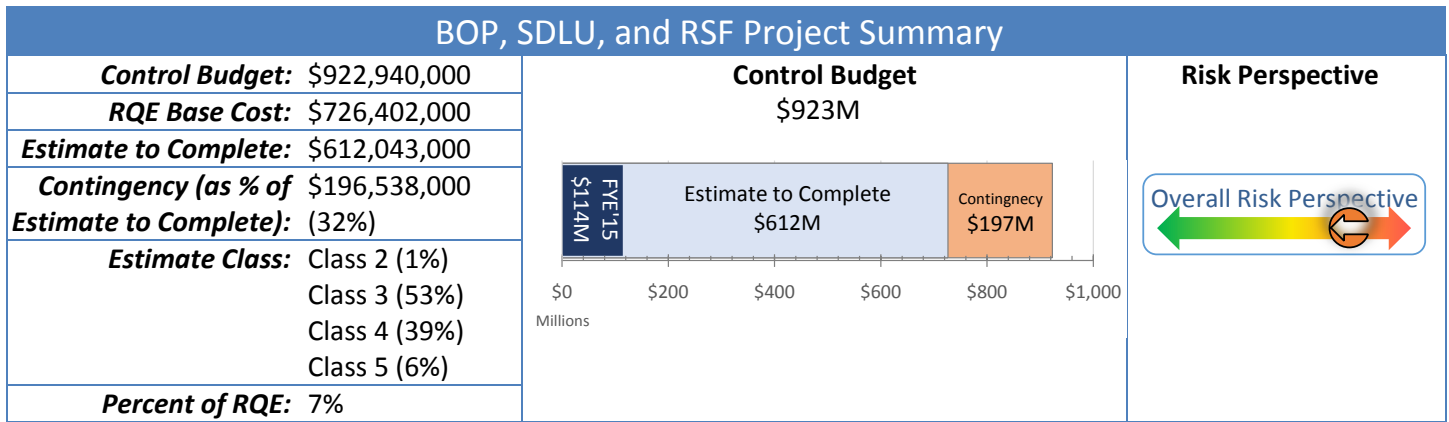 BOP, SDLU, and RSF Project Summary
Control Budget: $922,940,000
RQE Base Cost: $726,402,000
Estimate to Complete: $612,043,000
Contingency (as % of $196,538,000
Estimate to Complete): (32%)
Estimate Class: Class 2 (1%)
Class 3 (53%)
Class 4 (39%)
Class 5 (6%)
Percent of RQE: 7%
Control Budget
$923M
FYE'15
$114M
Estimate to Complete
$612M
Contingnecy
$197M
$0 $200 $400 $600 $800 $1,000
Millions
Risk Perspective
Overall Risk Perspective